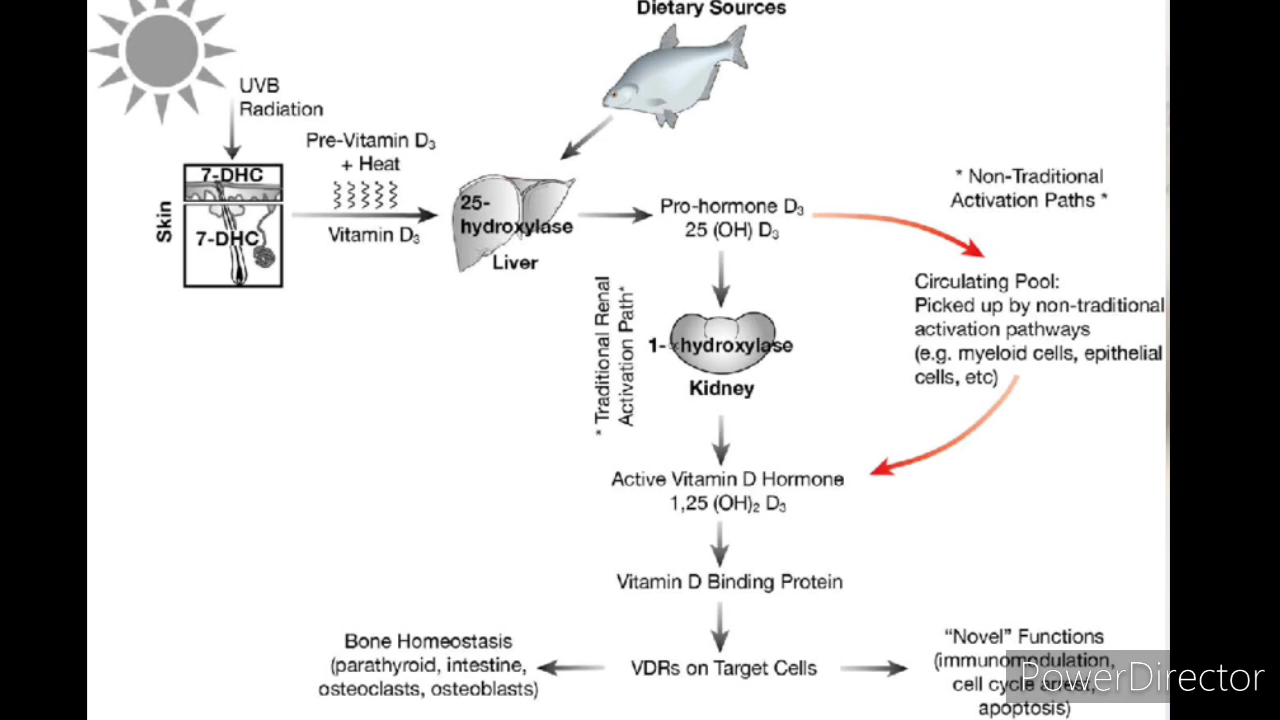 Dietary Sources
UVB
Radiation
Pre-Vitamin D₃
+ Heat
Vitamin D₃
7-DHC
7-DHC
Skin
25-
hydroxylase
Liver
Pro-hormone D₃
25 (OH) D₃
* Non-Traditional
Activation Paths *
Circulating Pool:
Picked up by non-traditional
activation pathways
(e.g. myeloid cells, epithelial
cells, etc)
* Traditional Renal
Activation Path*
1-hydroxylase
Kidney
Active Vitamin D Hormone
1,25 (OH)₂ D₃
Vitamin D Binding Protein
VDRs on Target Cells
Bone Homeostasis
(parathyroid, intestine,
osteoclasts, osteoblasts)
“Novel” Functions
(immunomodulation,
cell cycle arrest,
apoptosis)
PowerDirector